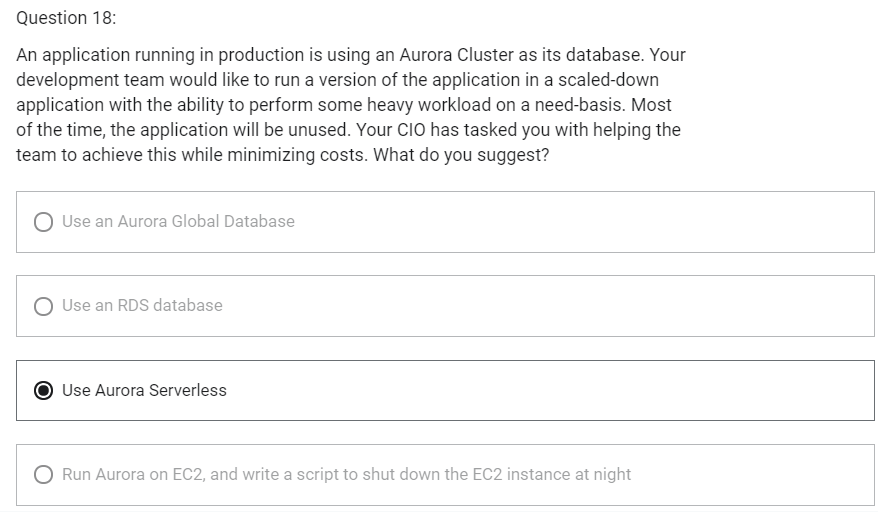 Question 18:
An application running in production is using an Aurora Cluster as its database. Your
development team would like to run a version of the application in a scaled-down
application with the ability to perform some heavy workload on a need-basis. Most
of the time, the application will be unused. Your CIO has tasked you with helping the
team to achieve this while minimizing costs. What do you suggest?
Use an Aurora Global Database
Use an RDS database
Use Aurora Serverless
Run Aurora on EC2, and write a script to shut down the EC2 instance at night